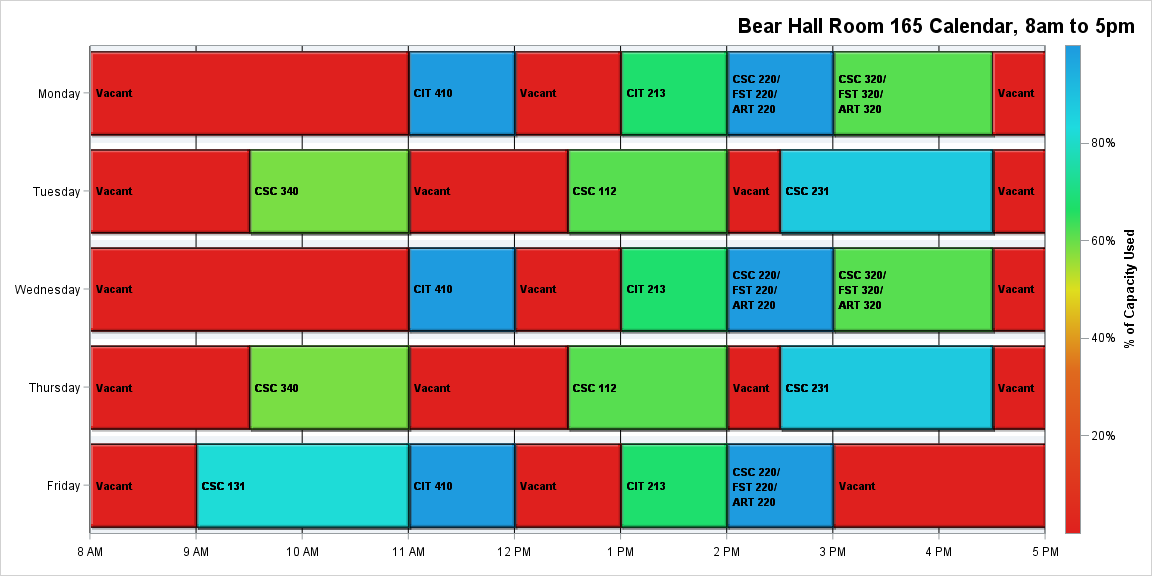 Bear Hall Room 165 Calendar, 8am to 5pm
Monday
Vacant
CIT 410
Vacant
CIT 213
CSC 220/
FST 220/
ART 220
CSC 320/
FST 320/
ART 320
Vacant
Tuesday
Vacant
CSC 340
Vacant
CSC 112
Vacant
CSC 231
Vacant
Wednesday
Vacant
CIT 410
Vacant
CIT 213
CSC 220/
FST 220/
ART 220
CSC 320/
FST 320/
ART 320
Vacant
Thursday
Vacant
CSC 340
Vacant
CSC 112
Vacant
CSC 231
Vacant
Friday
Vacant
CSC 131
CIT 410
Vacant
CIT 213
CSC 220/
FST 220/
ART 220
Vacant
8 AM
9 AM
10 AM
11 AM
12 PM
1 PM
2 PM
3 PM
4 PM
5 PM
80%
60%
40%
20%
% of Capacity Used